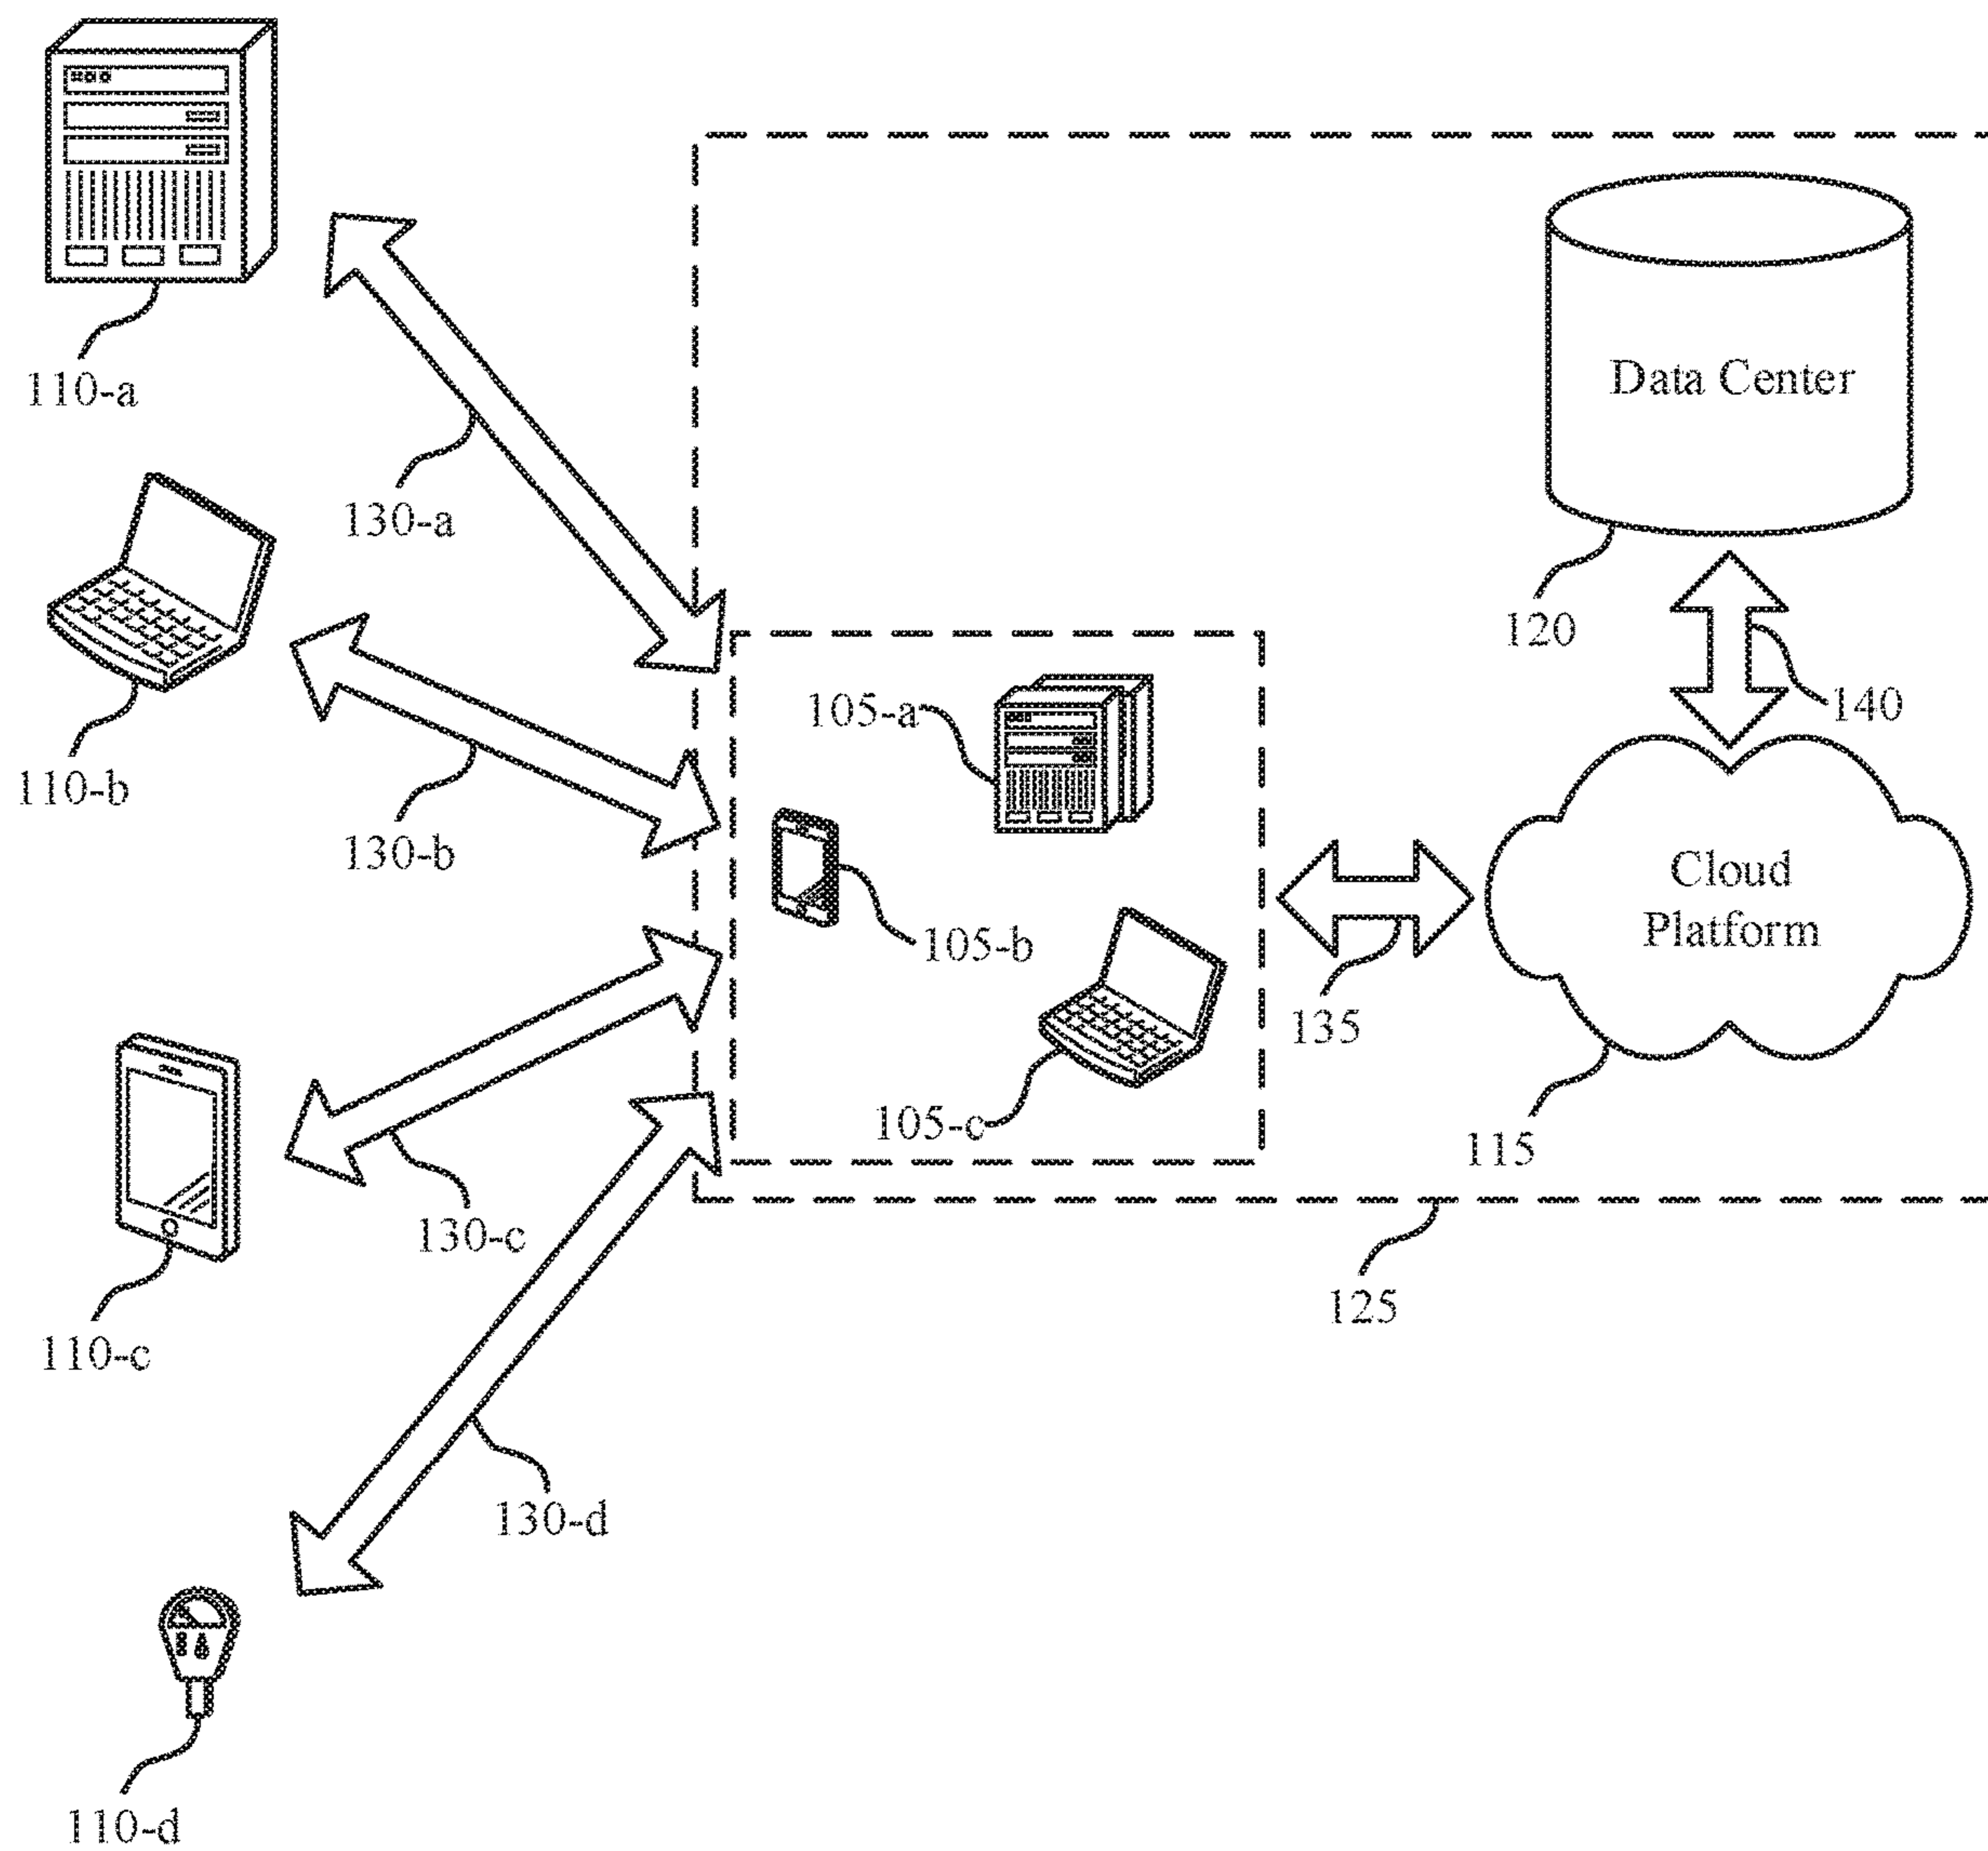 110-a
130-a
Data Center
120
140
110-b
130-b
105-a
105-b
105-c
135
Cloud
Platform
115
110-c
130-c
125
130-d
110-d